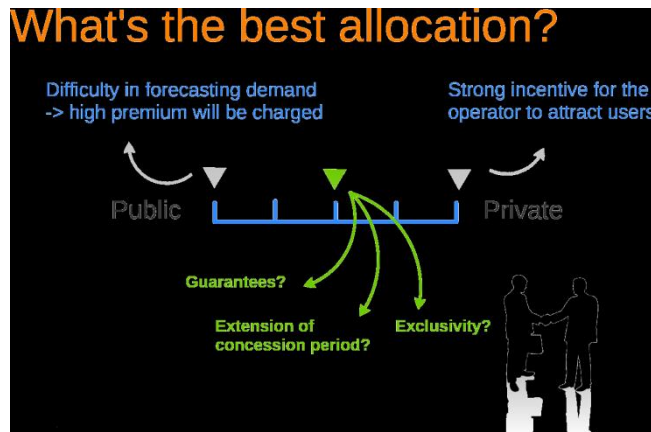 What's the best allocation?
Difficulty in forecasting demand
-> high premium will be charged
Strong incentive for the
operator to attract users
Public
Private
Guarantees?
Extension of
concession period?
Exclusivity?